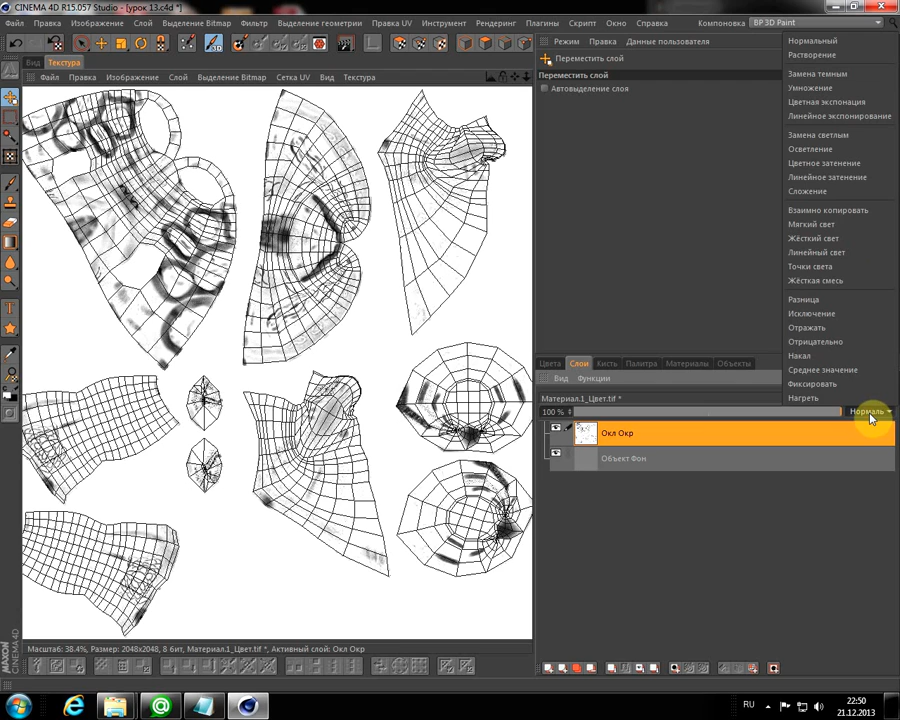 CINEMA 4D R15.057 Studio - [урок 13.c4d *]
Файл Правка Изображение Слой Выделение Bitmap Фильтр Выделение геометрии Правка UV Инструмент Рендеринг Плагины Скрипт Окно Справка Компоновка BP 3D Paint
Вид Текстура
Файл Правка Изображение Слой Выделение Bitmap Сетка UV Вид Текстура
Режим Правка Данные пользователя
Переместить слой
Переместить слой
Автовыделение слоя
Нормальный
Растворение
Замена темным
Умножение
Цветная экспонация
Линейное экспонирование
Замена светлым
Осветление
Цветное затенение
Линейное затенение
Сложение
Взаимно копировать
Мягкий свет
Жёсткий свет
Линейный свет
Точки света
Жёсткая смесь
Разница
Исключение
Отражать
Отрицательно
Накал
Среднее значение
Фиксировать
Нагреть
Цвета Слои Кисть Палитра Материалы Объекты
Вид Функции
Материал.1_Цвет.tif *
100 % Нормаль
Окл Окр
Объект Фон
Масштаб: 38.4%, Размер: 2048x2048, 8 бит, Материал.1_Цвет.tif *, Активный слой: Окл Окр
MAXON CINEMA 4D
RU 22:50
21.12.2013